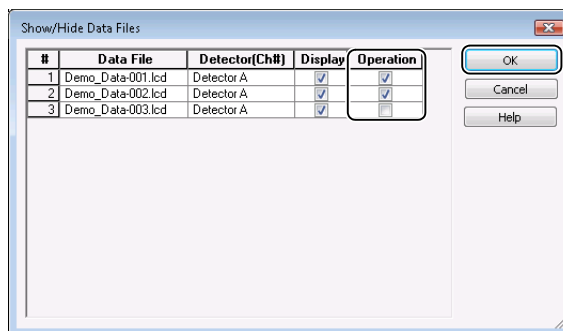 Show/Hide Data Files
# Data File Detector(Ch#) Display Operation
1 Demo_Data-001.lcd Detector A
2 Demo_Data-002.lcd Detector A
3 Demo_Data-003.lcd Detector A
OK
Cancel
Help